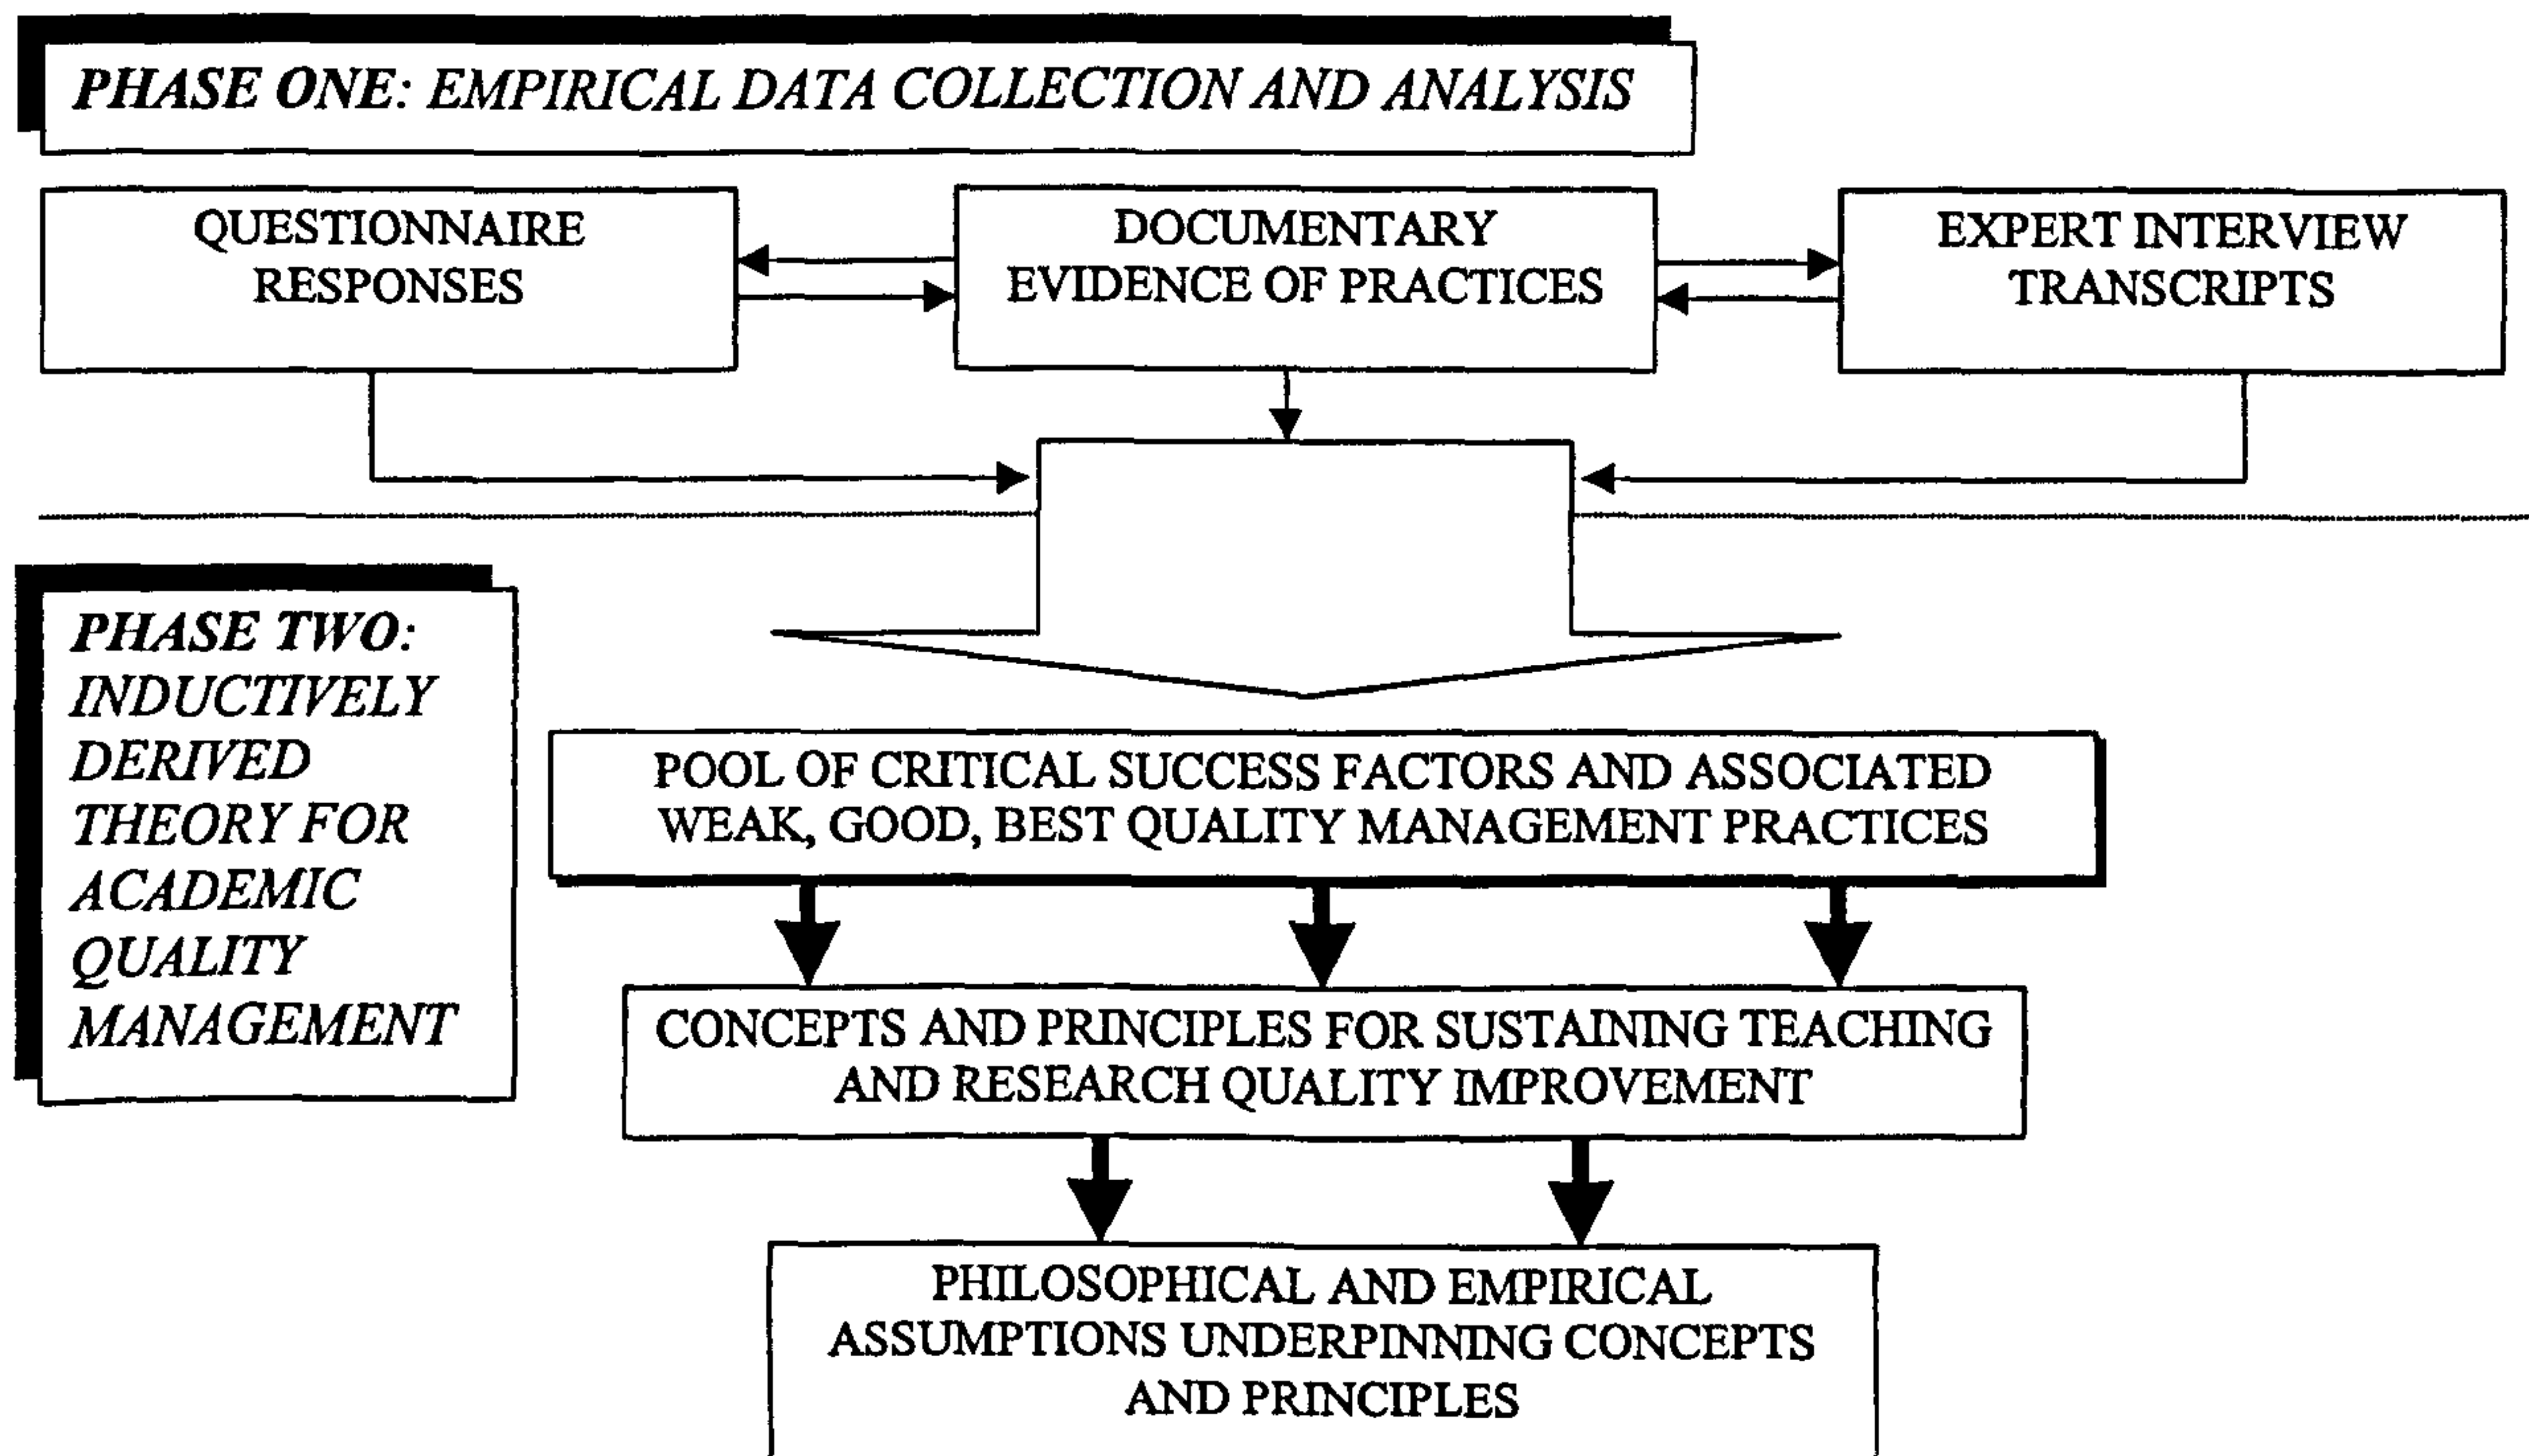 PHASE ONE: EMPIRICAL DATA COLLECTION AND ANALYSIS
QUESTIONNAIRE
RESPONSES
DOCUMENTARY
EVIDENCE OF PRACTICES
EXPERT INTERVIEW
TRANSCRIPTS
PHASE TWO:
INDUCTIVELY
DERIVED
THEORY FOR
ACADEMIC
QUALITY
MANAGEMENT
POOL OF CRITICAL SUCCESS FACTORS AND ASSOCIATED
WEAK, GOOD, BEST QUALITY MANAGEMENT PRACTICES
CONCEPTS AND PRINCIPLES FOR SUSTAINING TEACHING
AND RESEARCH QUALITY IMPROVEMENT
PHILOSOPHICAL AND EMPIRICAL
ASSUMPTIONS UNDERPINNING CONCEPTS
AND PRINCIPLES